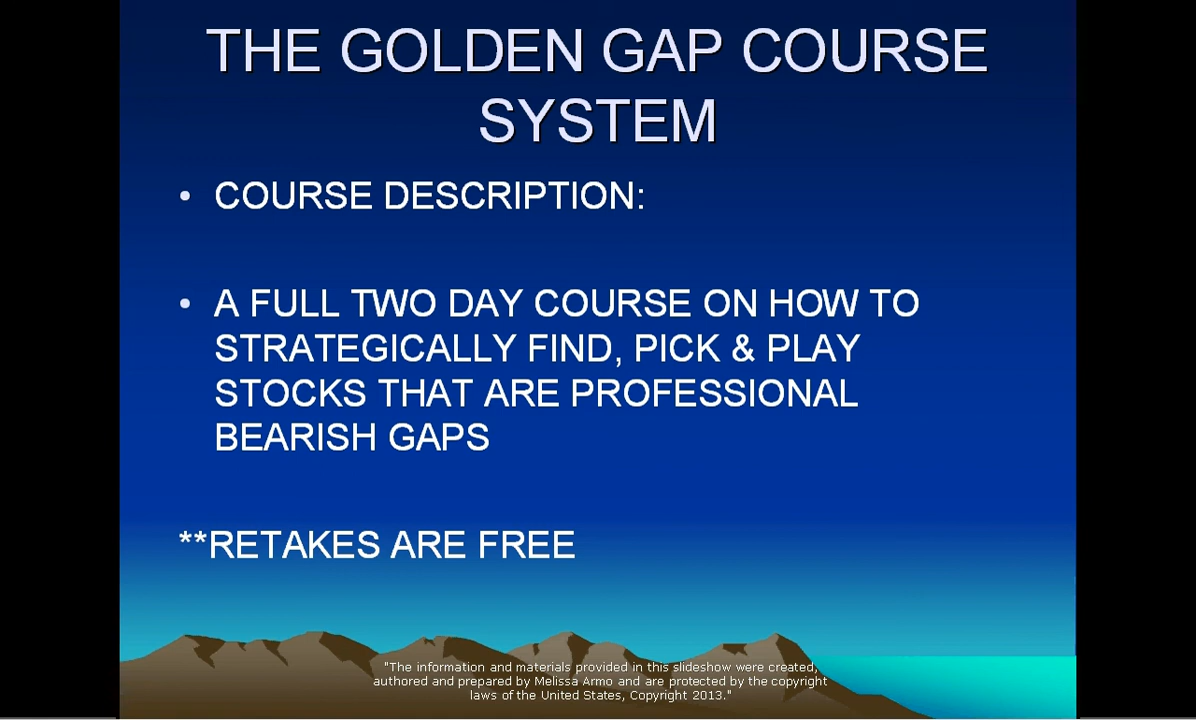 THE GOLDEN GAP COURSE
SYSTEM
• COURSE DESCRIPTION:
• A FULL TWO DAY COURSE ON HOW TO
STRATEGICALLY FIND, PICK & PLAY
STOCKS THAT ARE PROFESSIONAL
BEARISH GAPS
**RETAKES ARE FREE
"The information and materials provided in this slideshow were created,
authored and prepared by Melissa Armo and are protected by the copyright
laws of the United States, Copyright 2013."